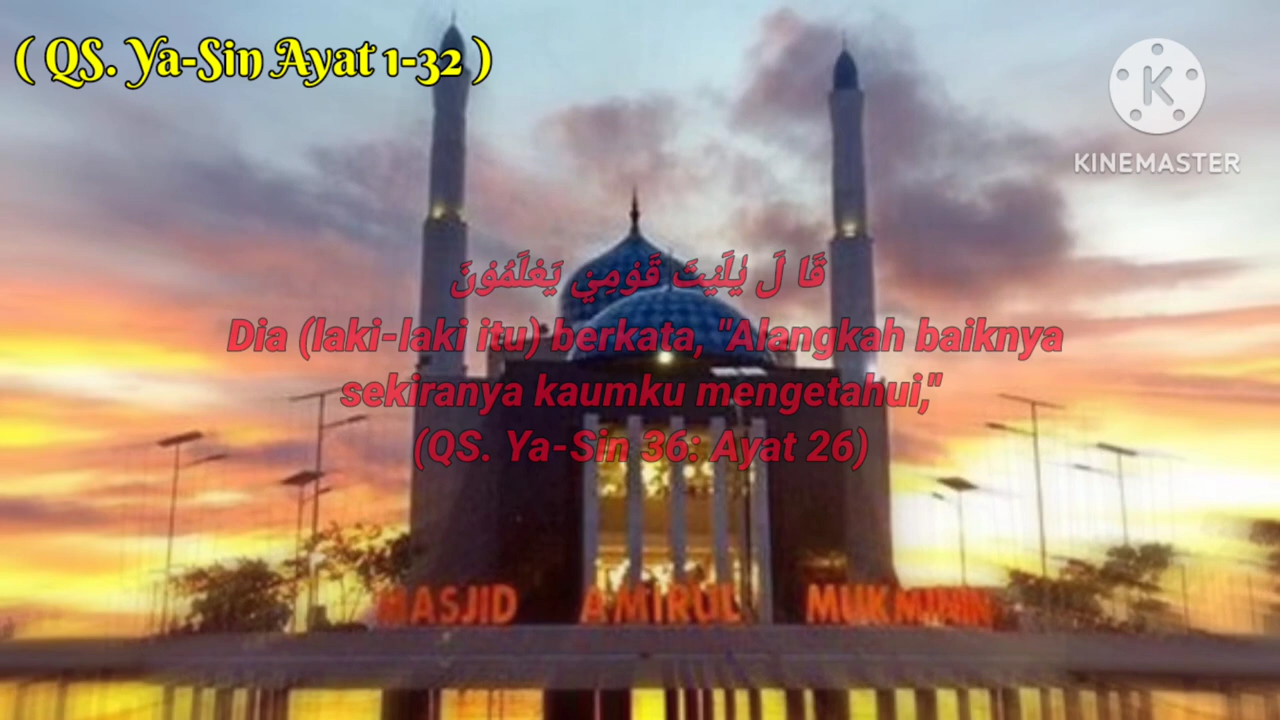 ( QS. Ya-Sin Ayat 1-32 )
K
KINEMASTER
قَا لَ يٰلَيْتَ قَوْمِيْ يَعْلَمُوْنَ
Dia (laki-laki itu) berkata, "Alangkah baiknya
sekiranya kaumku mengetahui,"
(QS. Ya-Sin 36: Ayat 26)
MASJID AMIRUL MUKMININ